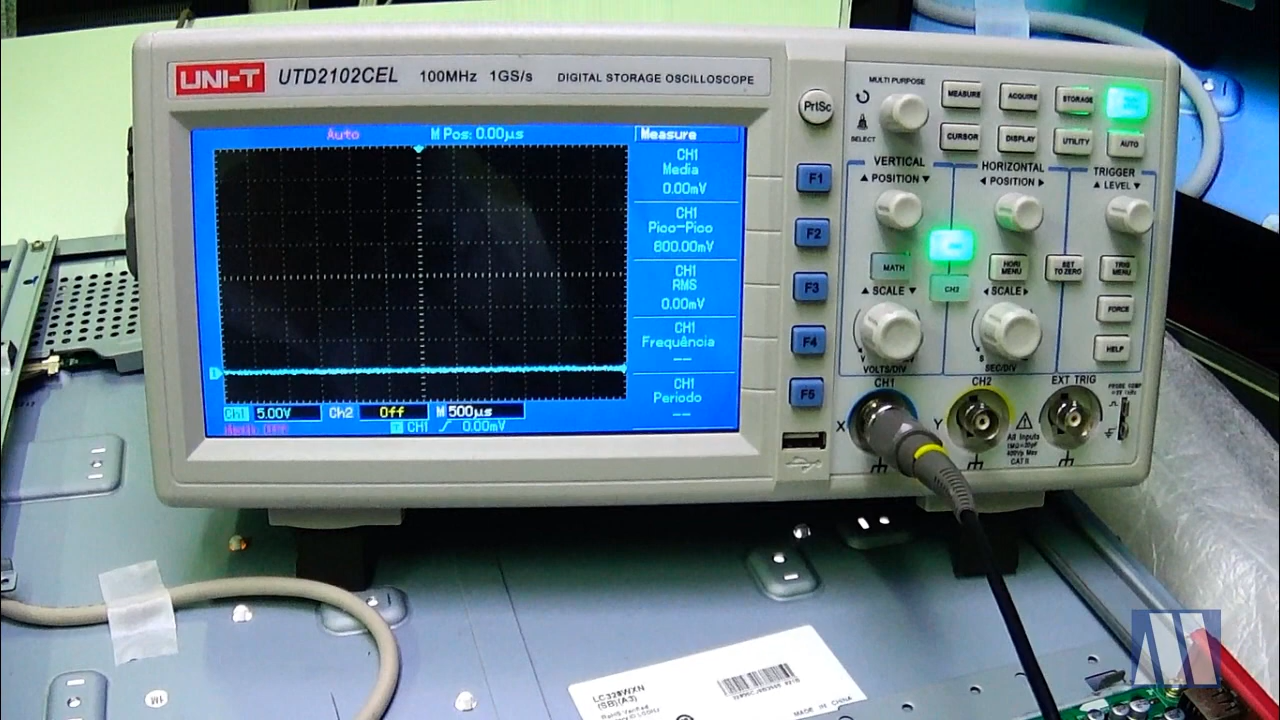 UNI-T UTD2102CEL 100MHz 1GS/s DIGITAL STORAGE OSCILLOSCOPE
Auto M Pos: 0.00µs Measure
CH1
Media
0.00mV
CH1
Pico-Pico
800.00mV
CH1
RMS
0.00mV
CH1
Frequência
---
CH1
Periodo
---
Ch1 5.00V Ch2 Off M 500µs
CH1 0.00mV
PrtSc
F1
F2
F3
F4
F5
MULTI PURPOSE
SELECT
MEASURE ACQUIRE STORAGE
CURSOR DISPLAY UTILITY AUTO
VERTICAL HORIZONTAL TRIGGER
▲ POSITION ▼ ◀ POSITION ▶ ▲ LEVEL ▼
MATH
HORI
MENU
SET
TO ZERO
TRIG
MENU
▲ SCALE ▼ CH2 ◀ SCALE ▶
FORCE
HELP
V VOLTS/DIV
S SEC/DIV
CH1 CH2 EXT TRIG
X Y
All Inputs
CAT II
MADE IN CHINA
1M